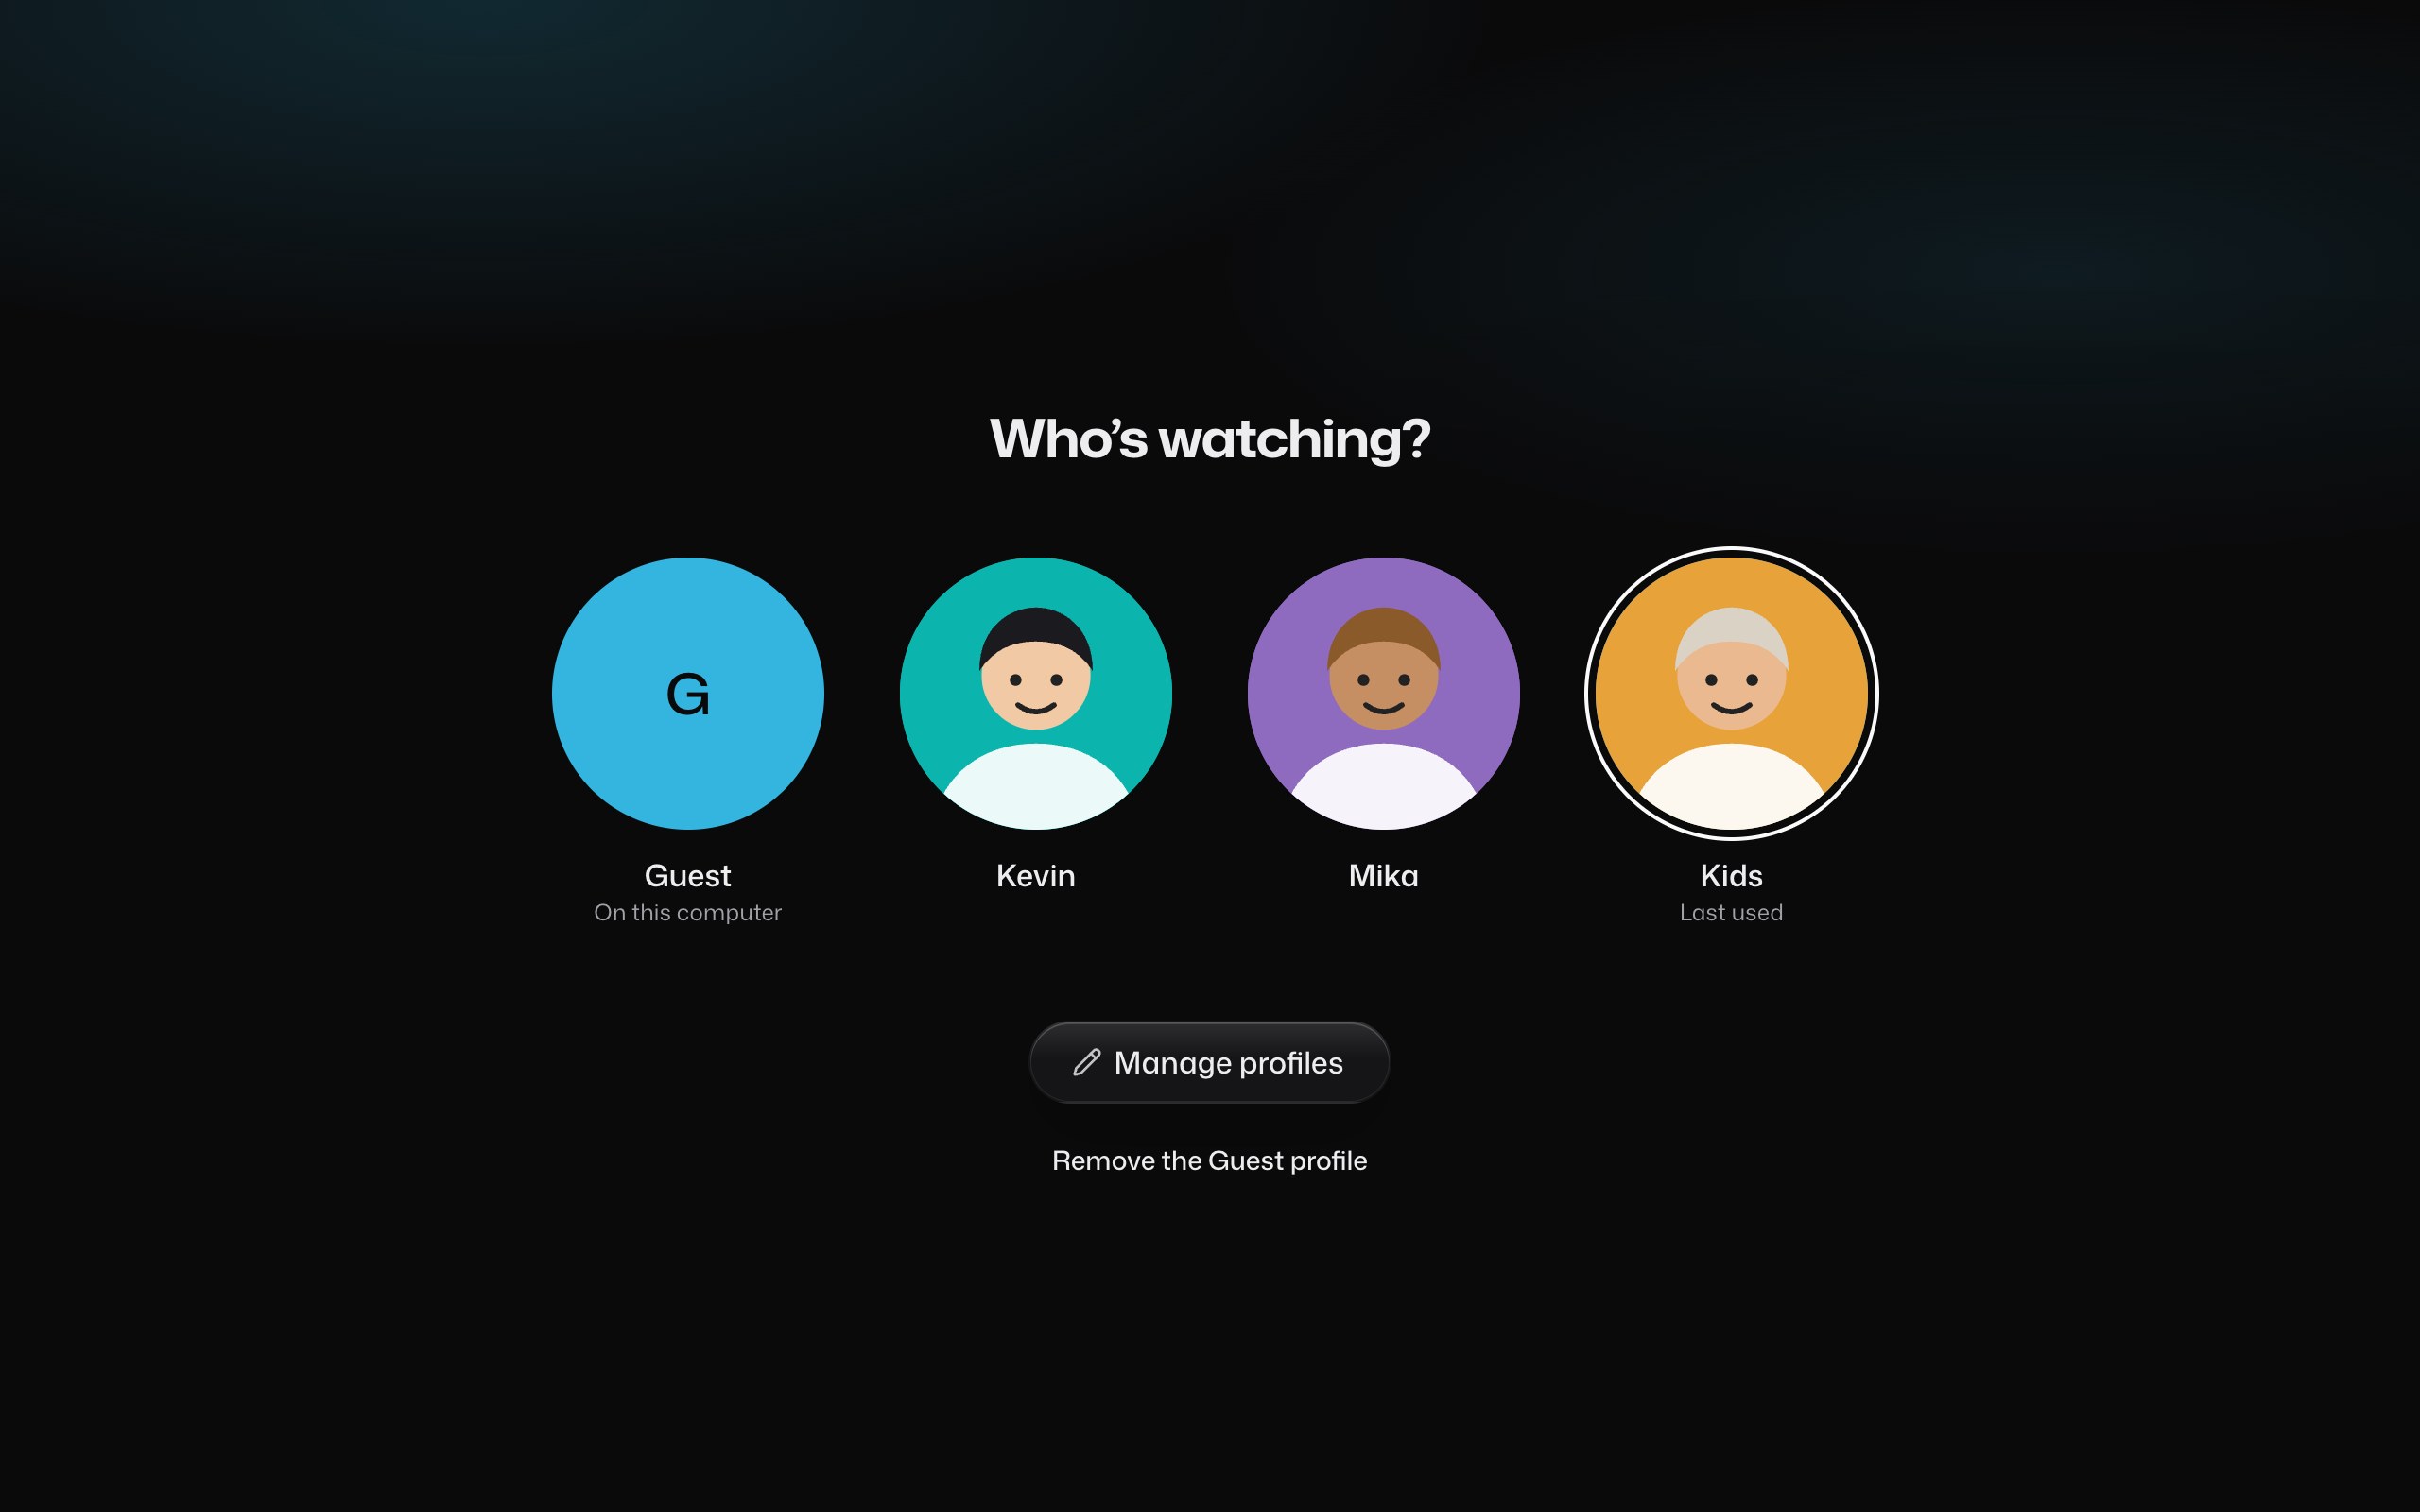 Who’s watching?
G
Guest
On this computer
Kevin
Mika
Kids
Last used
Manage profiles
Remove the Guest profile